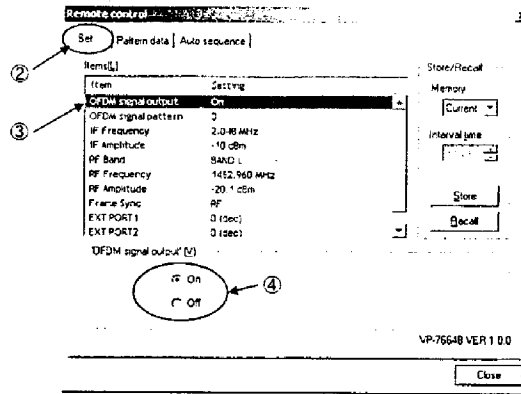 Remote control
Set Pattern data Auto sequence
②
Items[L]
Item Setting
③
OFDM signal output On
OFDM signal pattern 0
IF Frequency 2.048 MHz
IF Amplitude -10 dBm
RF Band BAND L
RF Frequency 1452.960 MHz
RF Amplitude -20.1 dBm
Frame Sync RF
EXT PORT1 0 (dec)
EXT PORT2 0 (dec)
Store/Recall
Memory
Current
Interval time
Store
Recall
'OFDM signal output' [V]
On
Off
④
VP-7664B VER 1.0.0
Close